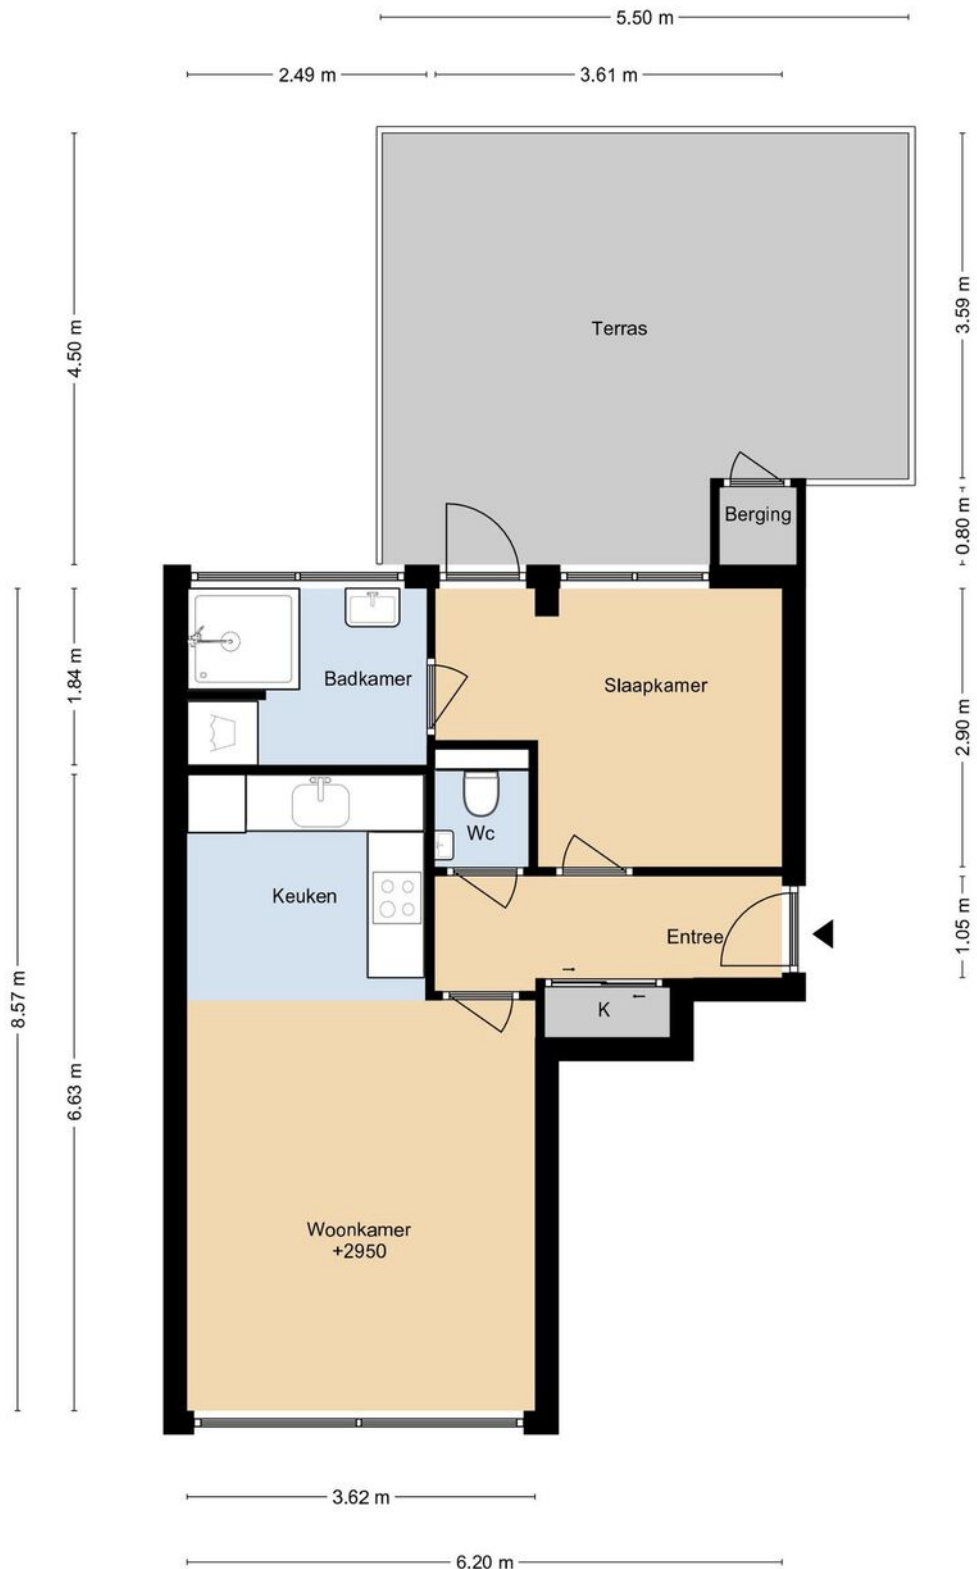 5.50 m
2.49 m
3.61 m
4.50 m
3.59 m
Terras
0.80 m
Berging
1.84 m
Badkamer
Slaapkamer
2.90 m
Wc
Keuken
Entree
1.05 m
8.57 m
K
6.63 m
Woonkamer
+2950
3.62 m
6.20 m